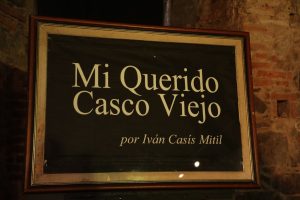 Mi Querido
Casco Viejo
por Iván Casís Mitil